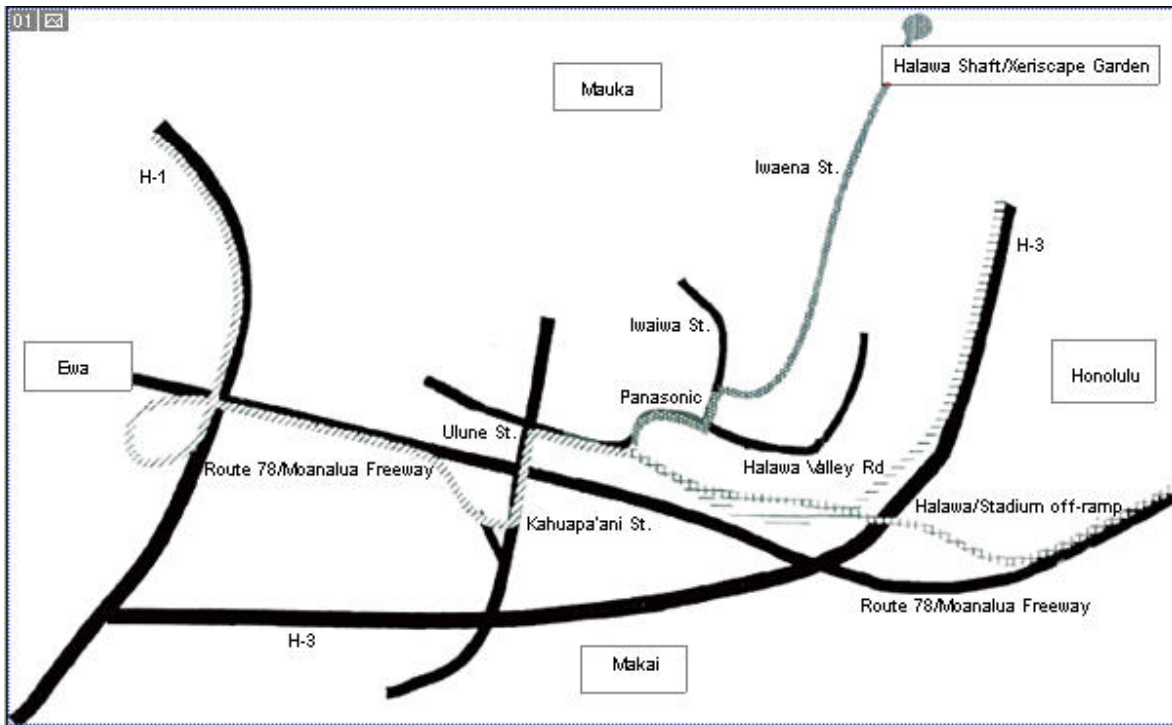 01
Halawa Shaft/Xeriscape Garden
Mauka
Iwaena St.
H-1
H-3
Iwaiwa St.
Ewa
Honolulu
Panasonic
Ulune St.
Halawa Valley Rd
Route 78/Moanalua Freeway
Halawa/Stadium off-ramp
Kahuapa'ani St.
Route 78/Moanalua Freeway
H-3
Makai